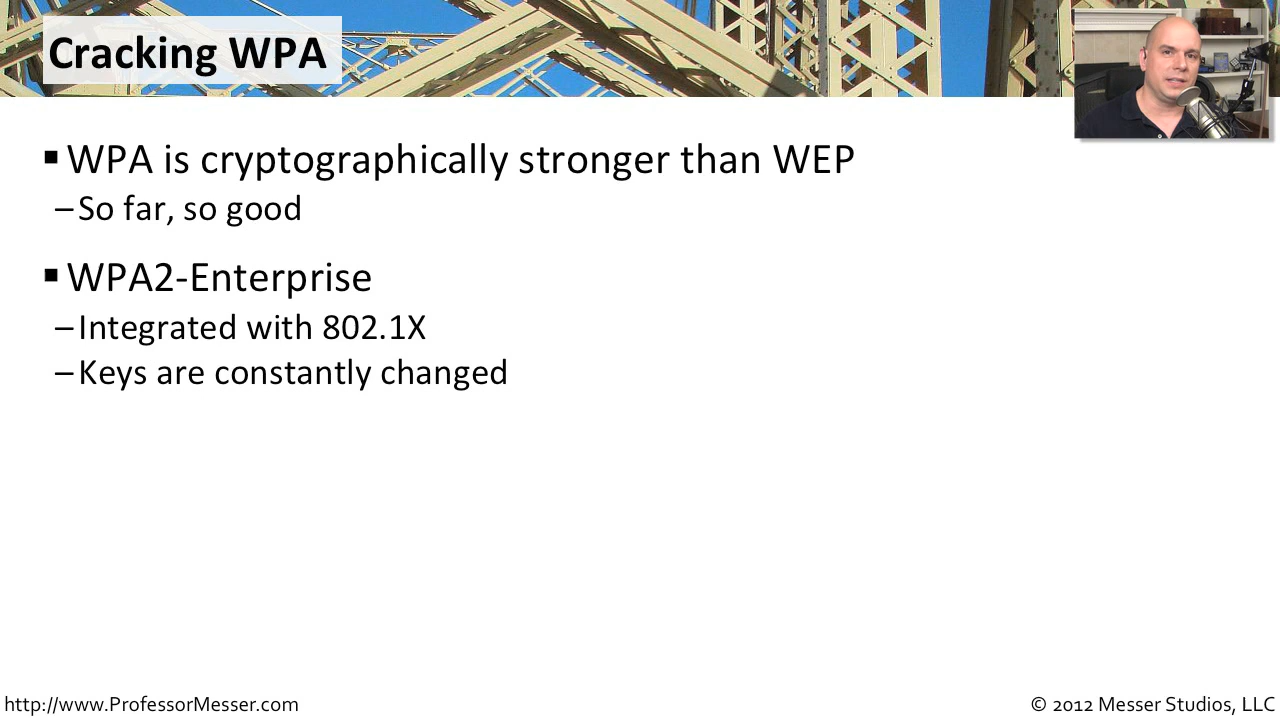 Cracking WPA
▪ WPA is cryptographically stronger than WEP
– So far, so good
▪ WPA2-Enterprise
– Integrated with 802.1X
– Keys are constantly changed
http://www.ProfessorMesser.com
© 2012 Messer Studios, LLC